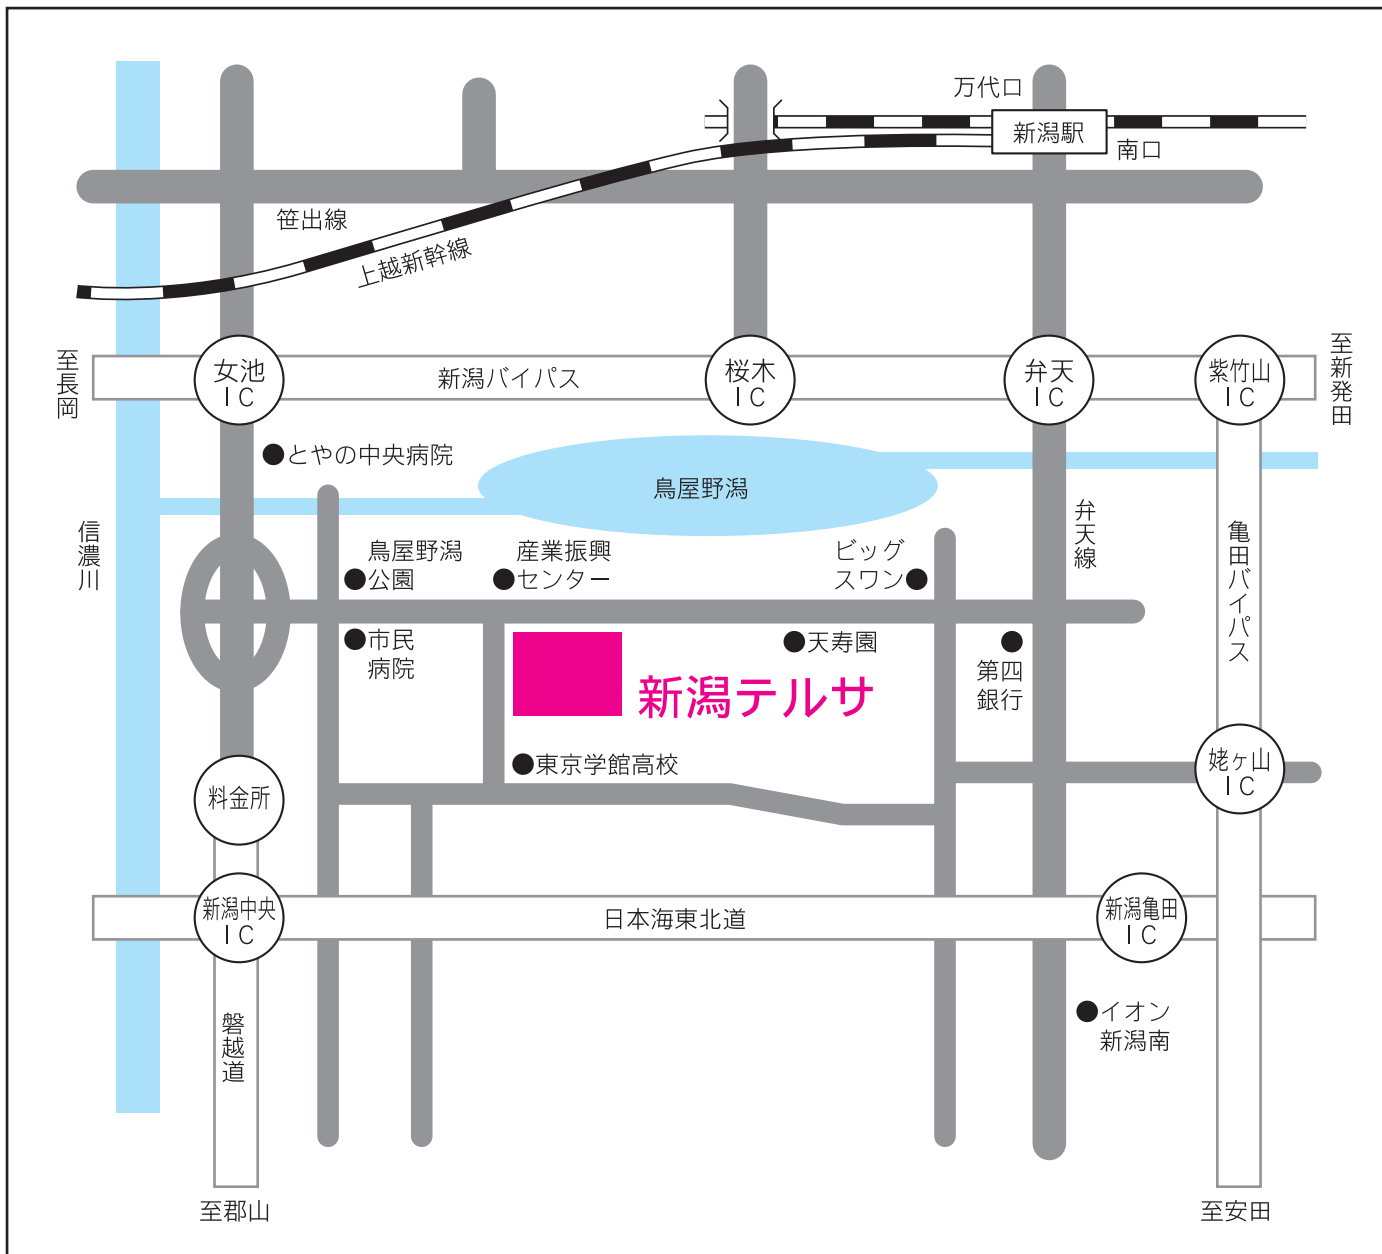 万代口
新潟駅
南口
笹出線
上越新幹線
至長岡
女池
IC
新潟バイパス
桜木
IC
弁天
IC
紫竹山
IC
至新発田
●とやの中央病院
鳥屋野潟
信濃川
弁天線
亀田バイパス
鳥屋野潟
●公園
産業振興
●センター
ビッグ
スワン●
●市民
病院
●天寿園
第四
銀行
新潟テルサ
●東京学館高校
姥ヶ山
IC
料金所
新潟中央
IC
日本海東北道
新潟亀田
IC
●イオン
新潟南
磐越道
至郡山
至安田